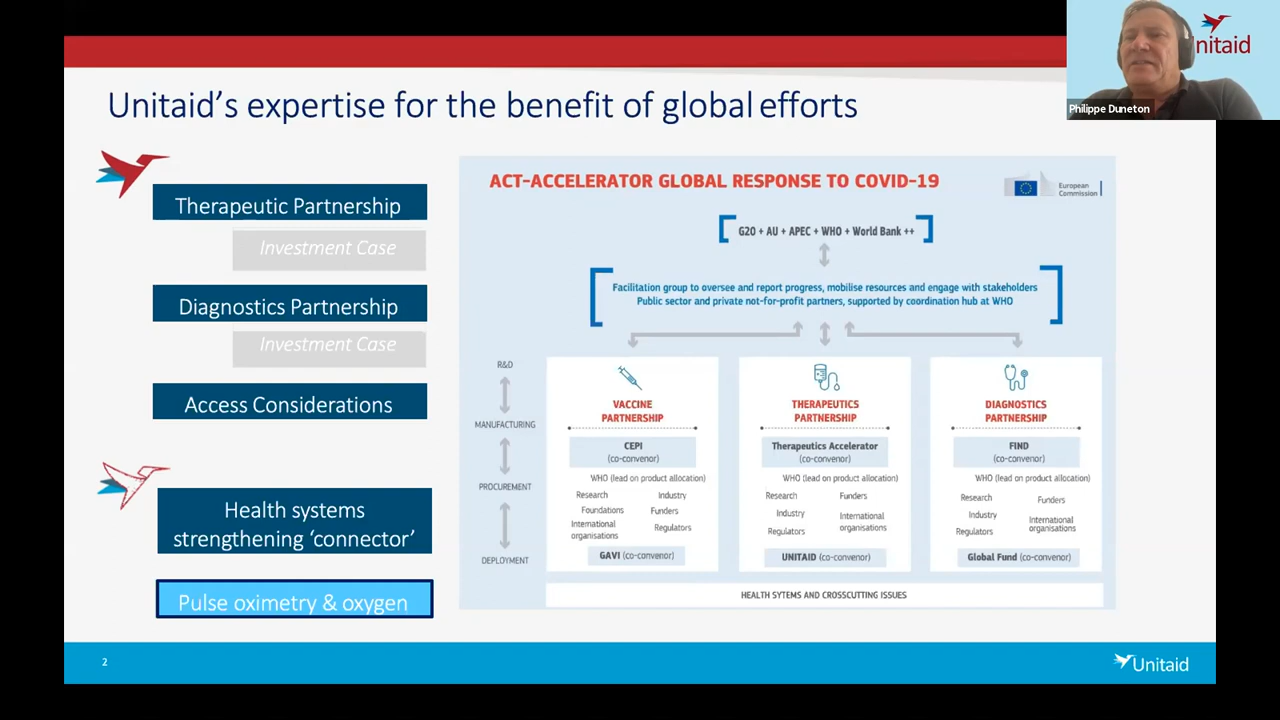 Unitaid's expertise for the benefit of global efforts
nitaid
Philippe Duneton
Therapeutic Partnership
Investment Case
Diagnostics Partnership
Investment Case
Access Considerations
Health systems
strengthening 'connector'
Pulse oximetry & oxygen
ACT-ACCELERATOR GLOBAL RESPONSE TO COVID-19
European
Commission
G20 + AU + APEC + WHO + World Bank ++
Facilitation group to oversee and report progress, mobilise resources and engage with stakeholders
Public sector and private not-for-profit partners, supported by coordination hub at WHO
R&D
MANUFACTURING
PROCUREMENT
DEPLOYMENT
VACCINE
PARTNERSHIP
CEPI
(co-convenor)
WHO (lead on product allocation)
Research
Industry
Foundations
Funders
International
organisations
Regulators
GAVI (co-convenor)
THERAPEUTICS
PARTNERSHIP
Therapeutics Accelerator
(co-convenor)
WHO (lead on product allocation)
Research
Funders
Industry
International
organisations
Regulators
UNITAID (co-convenor)
DIAGNOSTICS
PARTNERSHIP
FIND
(co-convenor)
WHO (lead on product allocation)
Research
Funders
Industry
International
organisations
Regulators
Global Fund (co-convenor)
HEALTH SYTEMS AND CROSSCUTTING ISSUES
2
Unitaid